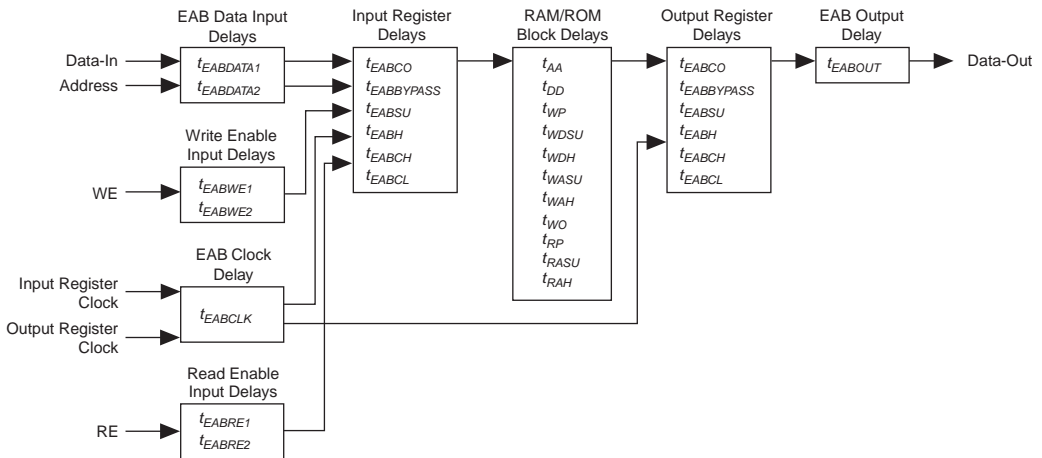 EAB Data Input
Delays
Input Register
Delays
RAM/ROM
Block Delays
Output Register
Delays
EAB Output
Delay
Data-In
Address
tEABDATA1
tEABDATA2
tEABCO
tEABBYPASS
tEABSU
tEABH
tEABCH
tEABCL
tAA
tDD
tWP
tWDSU
tWDH
tWASU
tWAH
tWO
tRP
tRASU
tRAH
tEABCO
tEABBYPASS
tEABSU
tEABH
tEABCH
tEABCL
tEABOUT
Data-Out
Write Enable
Input Delays
WE
tEABWE1
tEABWE2
EAB Clock
Delay
Input Register
Clock
Output Register
Clock
tEABCLK
Read Enable
Input Delays
RE
tEABRE1
tEABRE2